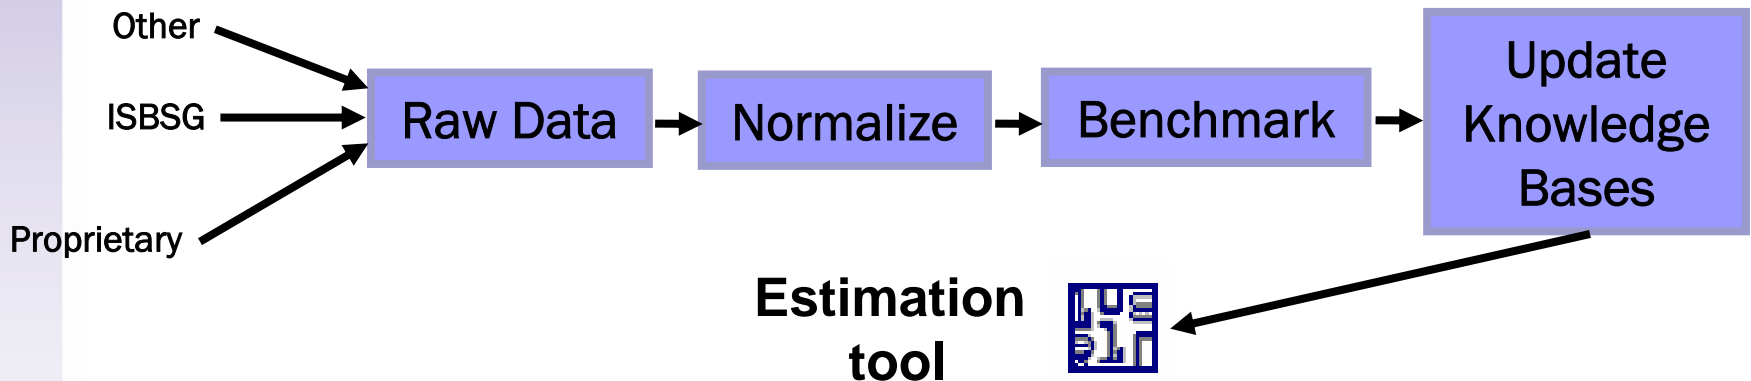 Other
ISBSG
Proprietary
Raw Data
Normalize
Benchmark
Update
Knowledge
Bases
Estimation
tool